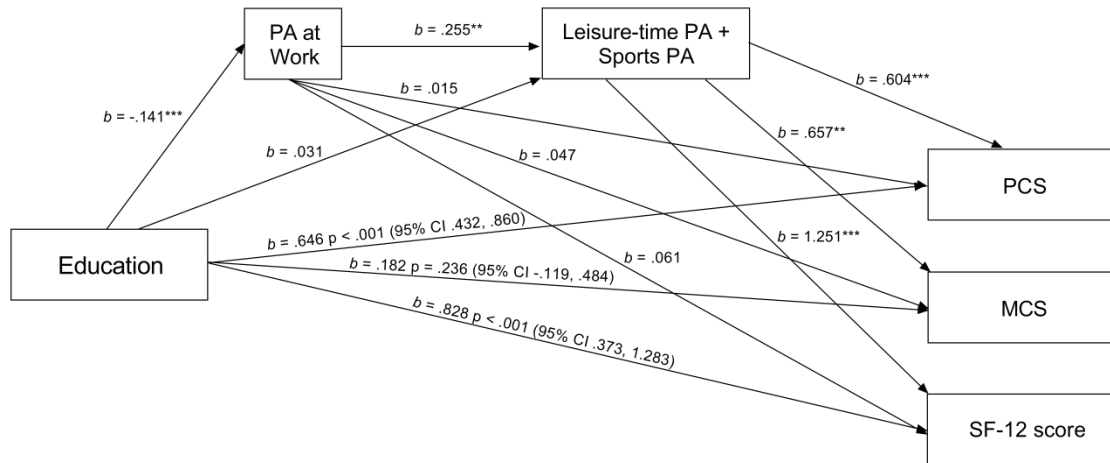 PA at
Work
b = .255**
Leisure-time PA +
Sports PA
b = .604***
b = -.141***
b = .015
b = .657**
b = .031
b = .047
PCS
b = .646 p < .001 (95% CI .432, .860)
b = 1.251***
Education
b = .182 p = .236 (95% CI -.119, .484)
b = .061
MCS
b = .828 p < .001 (95% CI .373, 1.283)
SF-12 score